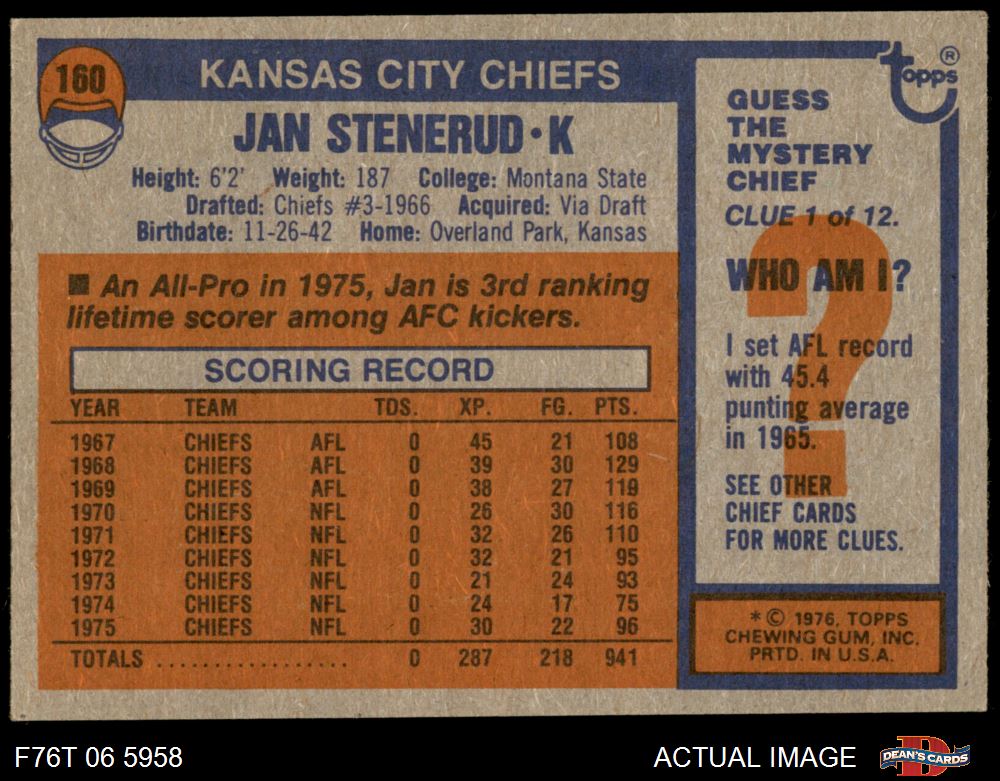 160
KANSAS CITY CHIEFS
JAN STENERUD·K
Height: 6'2' Weight: 187 College: Montana State
Drafted: Chiefs #3-1966 Acquired: Via Draft
Birthdate: 11-26-42 Home: Overland Park, Kansas
■ An All-Pro in 1975, Jan is 3rd ranking
lifetime scorer among AFC kickers.
SCORING RECORD
YEAR TEAM TDS. XP. FG. PTS.
1967 CHIEFS AFL 0 45 21 108
1968 CHIEFS AFL 0 39 30 129
1969 CHIEFS AFL 0 38 27 119
1970 CHIEFS NFL 0 26 30 116
1971 CHIEFS NFL 0 32 26 110
1972 CHIEFS NFL 0 32 21 95
1973 CHIEFS NFL 0 21 24 93
1974 CHIEFS NFL 0 24 17 75
1975 CHIEFS NFL 0 30 22 96
TOTALS .................. 0 287 218 941
topps ®
GUESS
THE
MYSTERY
CHIEF
CLUE 1 of 12.
?
WHO AM I?
I set AFL record
with 45.4
punting average
in 1965.
SEE OTHER
CHIEF CARDS
FOR MORE CLUES.
*© 1976, TOPPS
CHEWING GUM, INC.
PRTD. IN U.S.A.
F76T 06 5958
ACTUAL IMAGE
D
DEAN'S CARDS